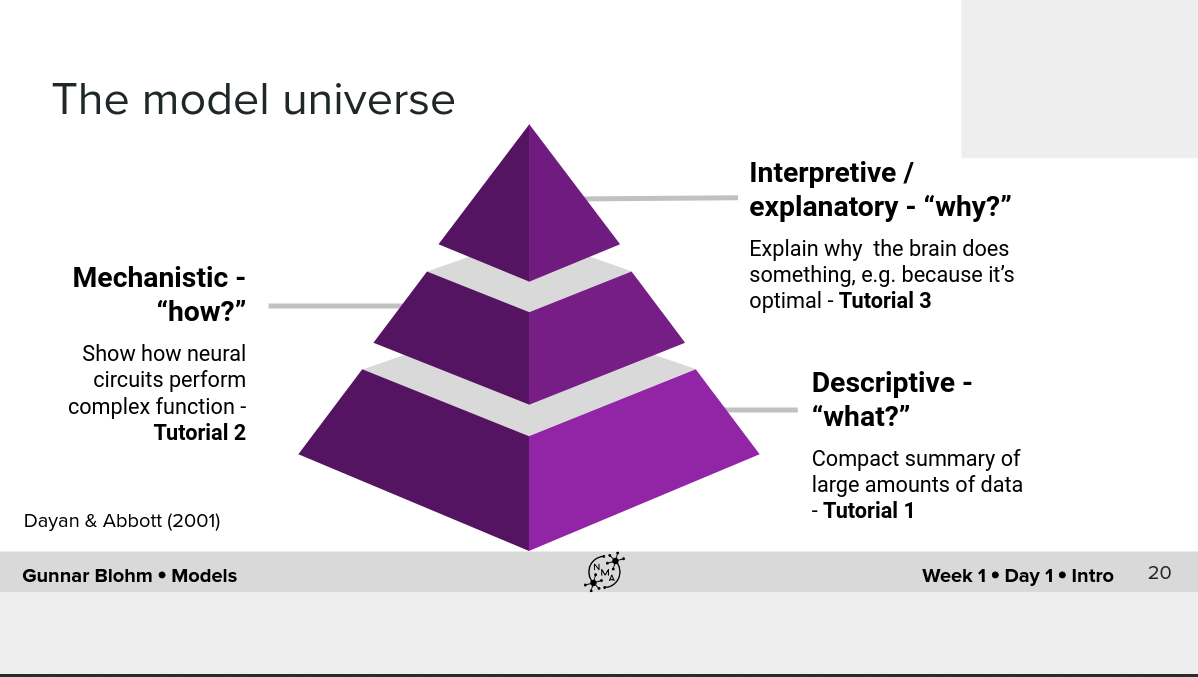 The model universe
Interpretive /
explanatory - “why?”
Explain why  the brain does
something, e.g. because it’s
optimal - Tutorial 3
Mechanistic -
“how?”
Show how neural
circuits perform
complex function -
Tutorial 2
Descriptive -
“what?”
Compact summary of
large amounts of data
- Tutorial 1
Dayan & Abbott (2001)
Gunnar Blohm • Models
NMA
Week 1 • Day 1 • Intro
20